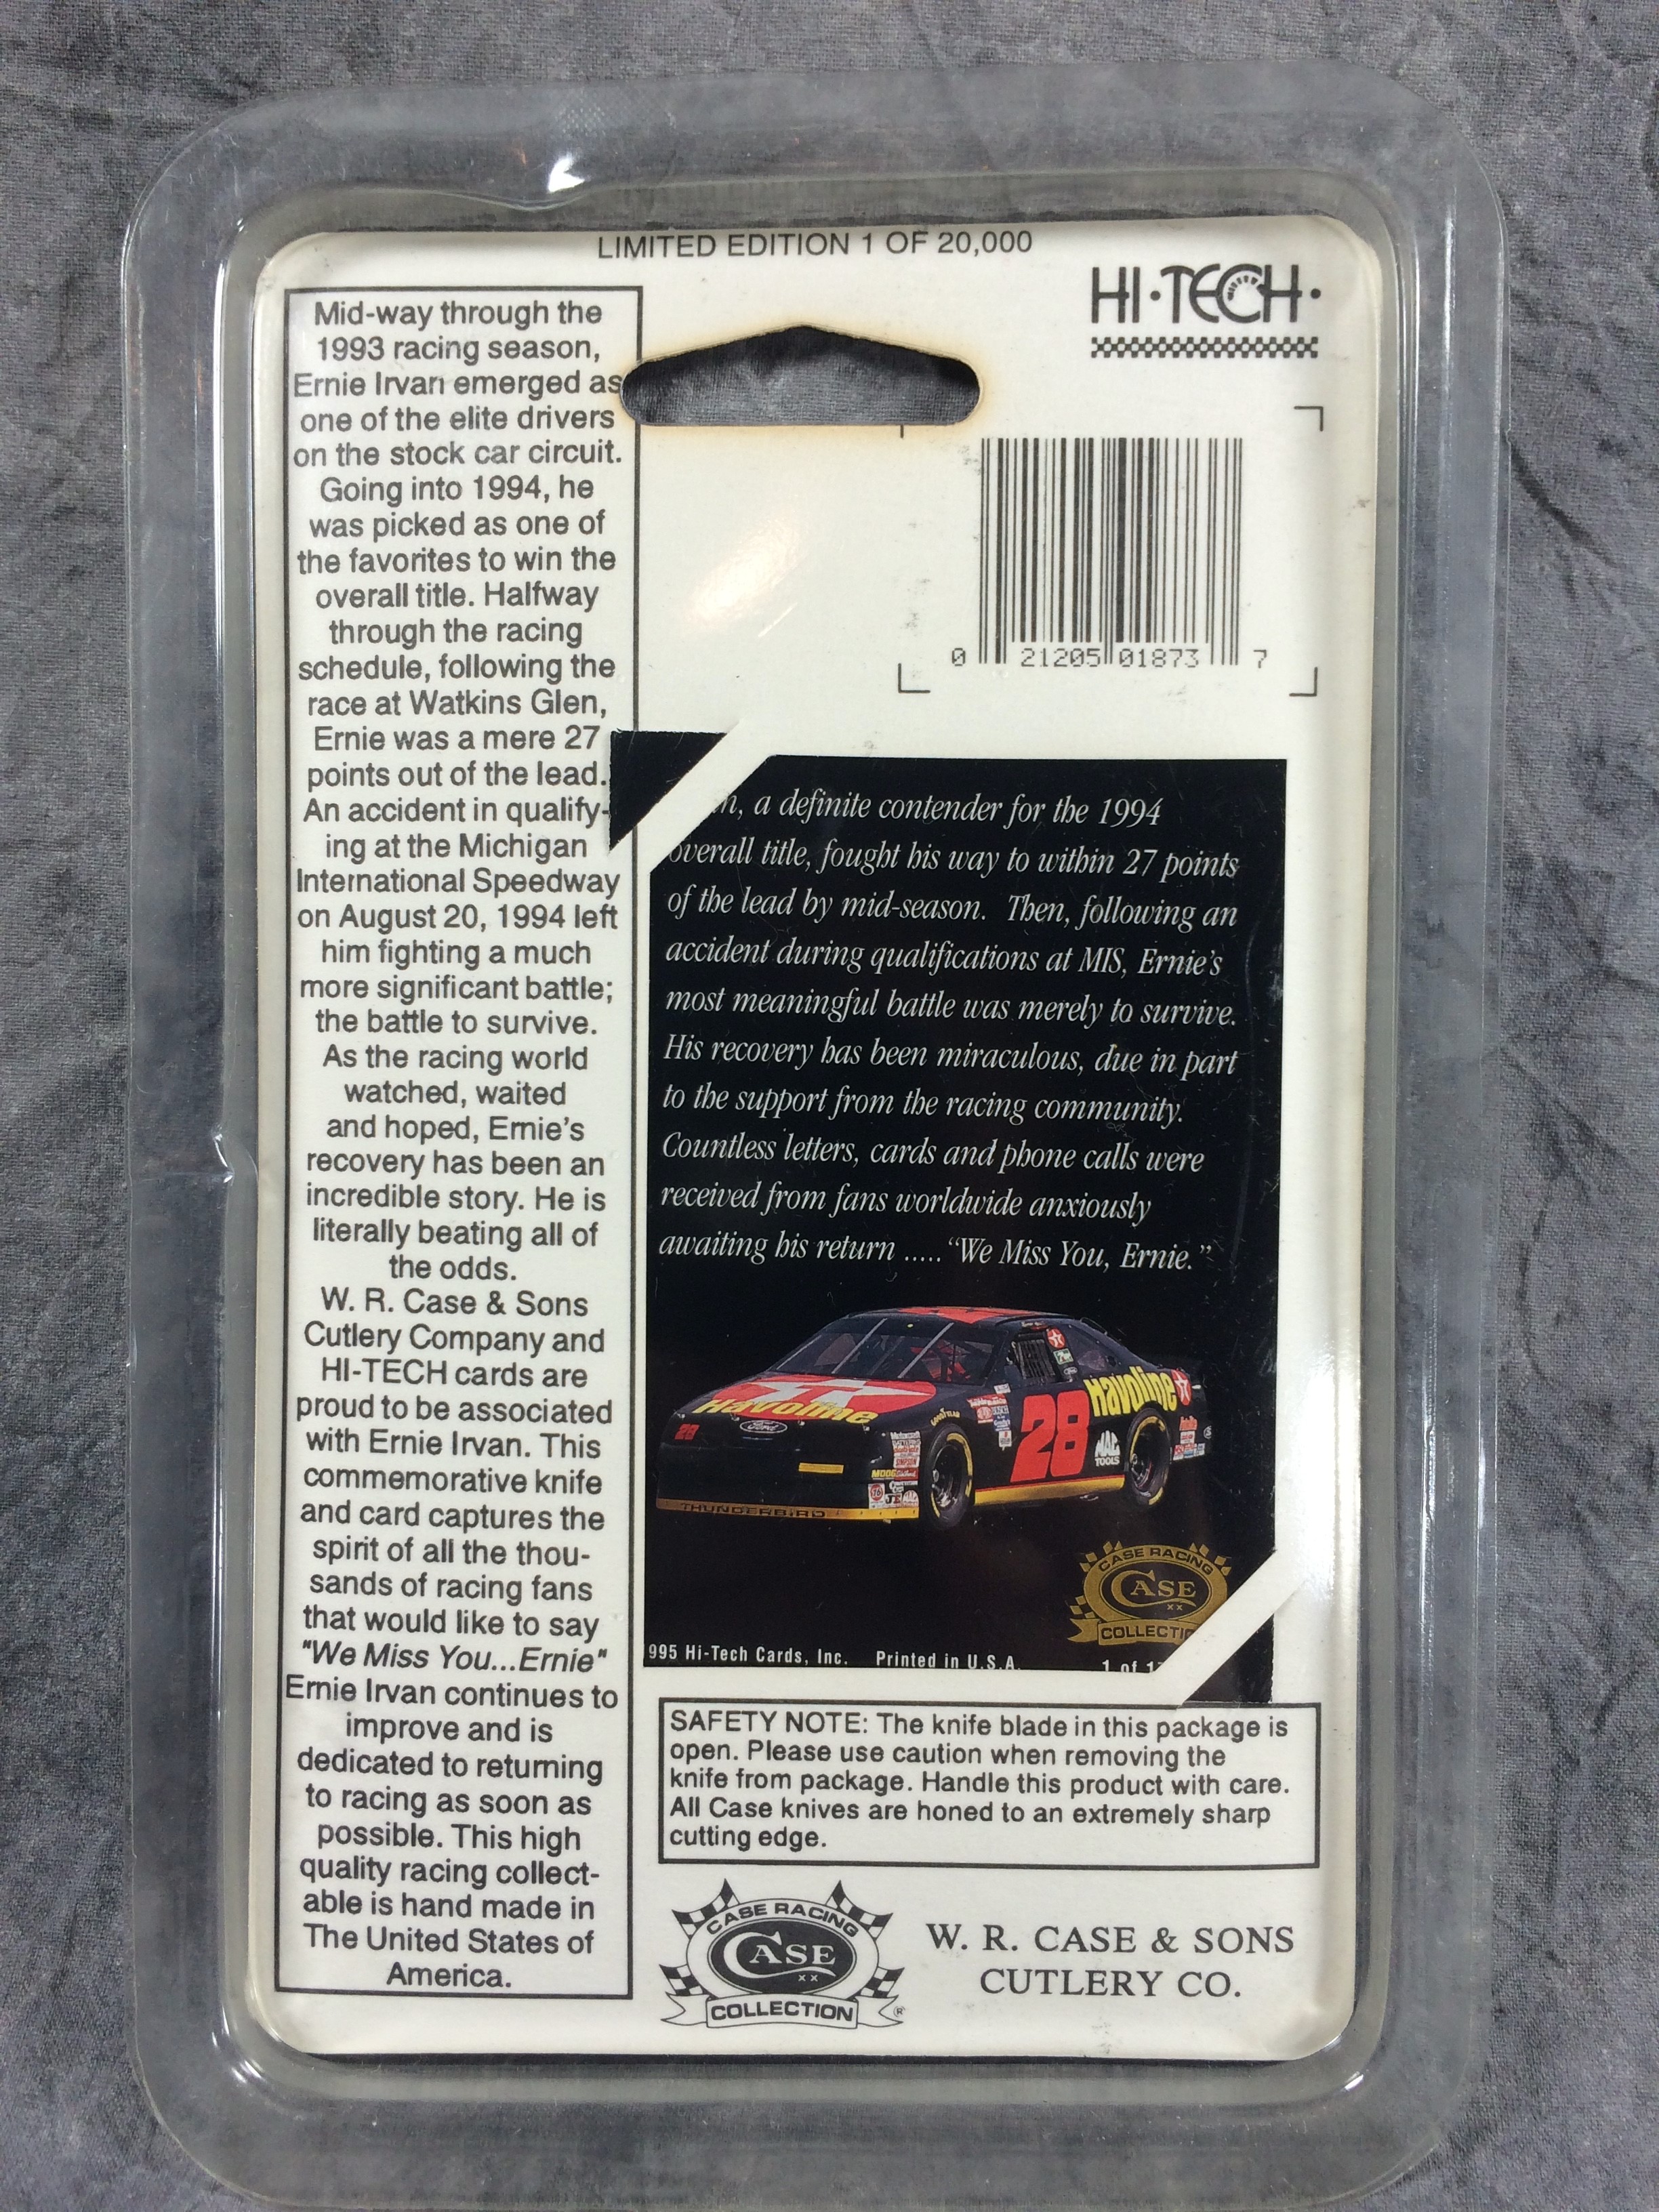 LIMITED EDITION 1 OF 20,000
HI·TECH·
Mid-way through the
1993 racing season,
Ernie Irvan emerged as
one of the elite drivers
on the stock car circuit.
Going into 1994, he
was picked as one of
the favorites to win the
overall title. Halfway
through the racing
schedule, following the
race at Watkins Glen,
Ernie was a mere 27
points out of the lead.
An accident in qualify-
ing at the Michigan
International Speedway
on August 20, 1994 left
him fighting a much
more significant battle;
the battle to survive.
As the racing world
watched, waited
and hoped, Ernie's
recovery has been an
incredible story. He is
literally beating all of
the odds.
W. R. Case & Sons
Cutlery Company and
HI-TECH cards are
proud to be associated
with Ernie Irvan. This
commemorative knife
and card captures the
spirit of all the thou-
sands of racing fans
that would like to say
"We Miss You...Ernie"
Ernie Irvan continues to
improve and is
dedicated to returning
to racing as soon as
possible. This high
quality racing collect-
able is hand made in
The United States of
America.
0 21205 01873 7
a definite contender for the 1994
overall title, fought his way to within 27 points
of the lead by mid-season. Then, following an
accident during qualifications at MIS, Ernie's
most meaningful battle was merely to survive.
His recovery has been miraculous, due in part
to the support from the racing community.
Countless letters, cards and phone calls were
received from fans worldwide anxiously
awaiting his return ..... "We Miss You, Ernie."
Havoline
Ford
28
THUNDERBIRD
GOODYEAR
MOOG
76
28
Havoline
MAC
TOOLS
CASE RACING
CASE
XX
995 Hi-Tech Cards, Inc. Printed in U.S.A.
1 of
SAFETY NOTE: The knife blade in this package is
open. Please use caution when removing the
knife from package. Handle this product with care.
All Case knives are honed to an extremely sharp
cutting edge.
CASE RACING
CASE
XX
COLLECTION
®
W. R. CASE & SONS
CUTLERY CO.